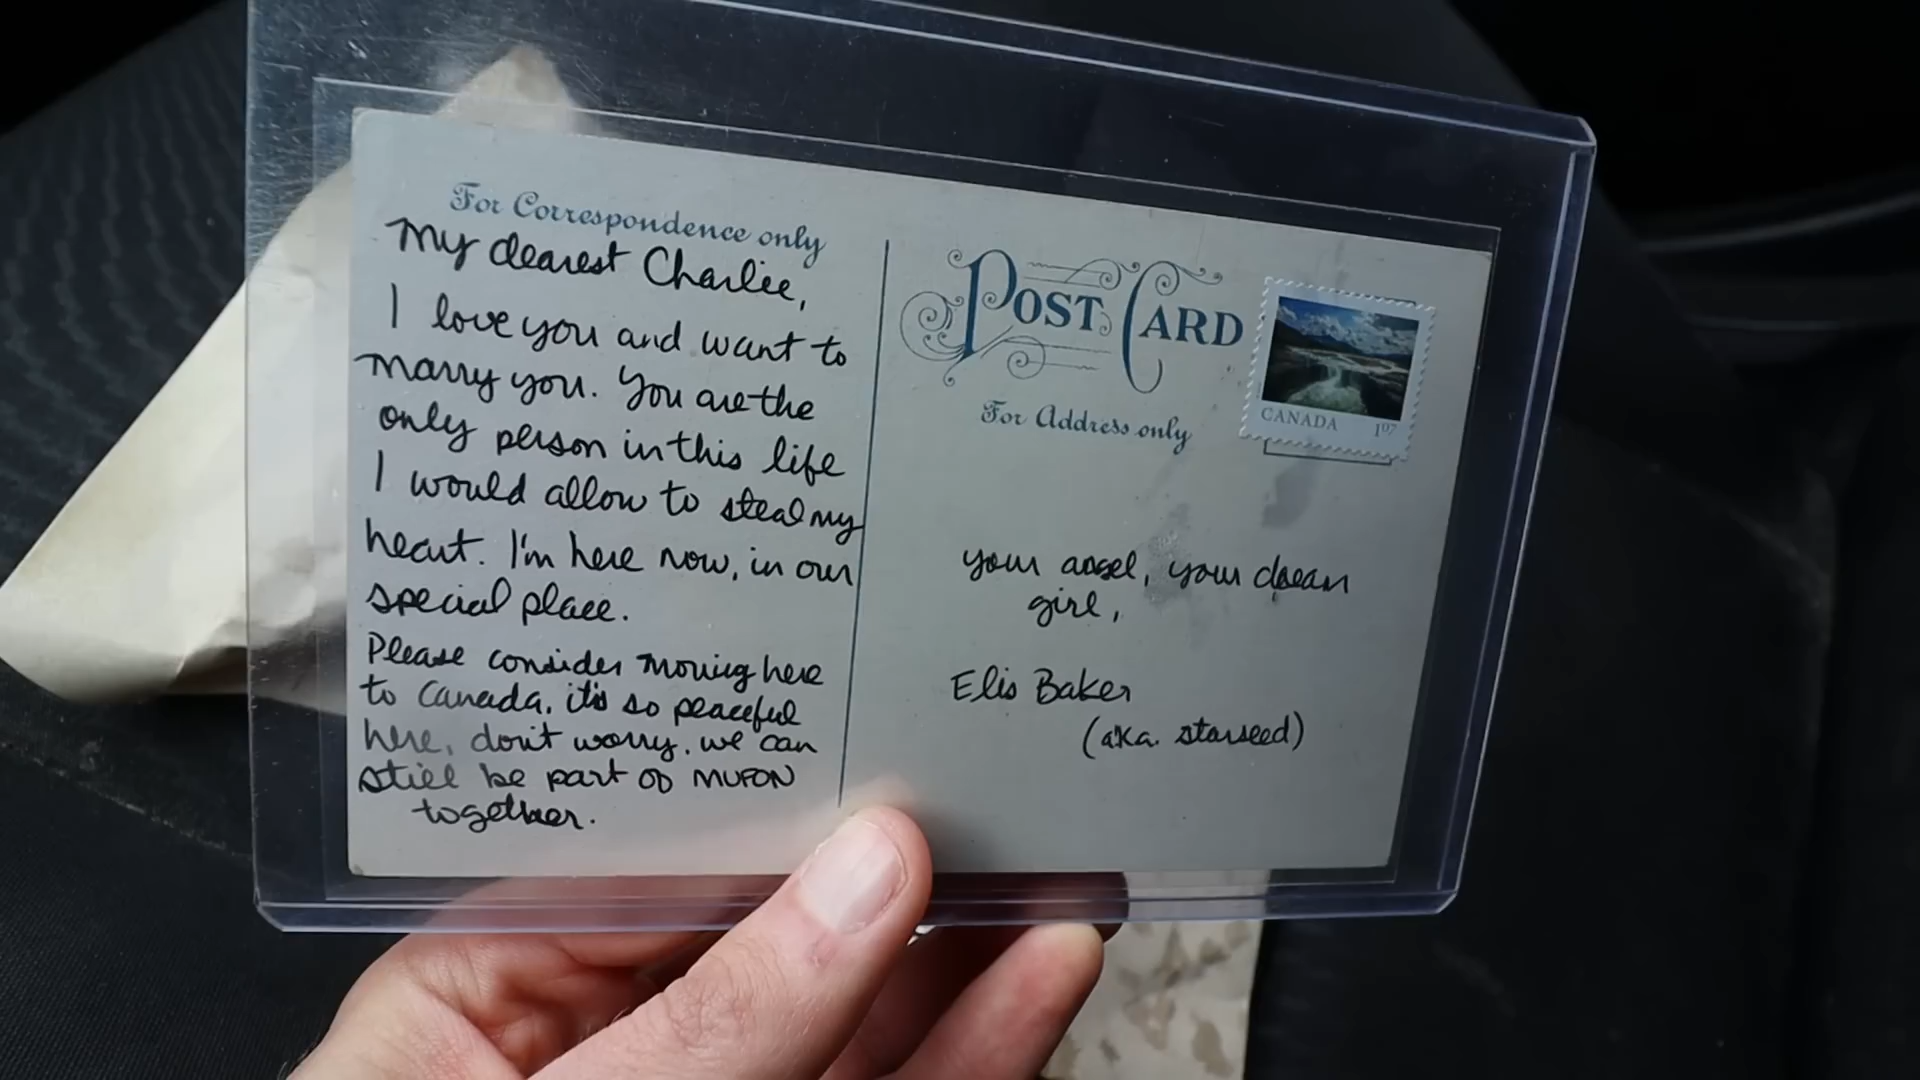 For Correspondence only
My dearest Charlie,
I love you and want to
marry you. You are the
only person in this life
I would allow to steal my
heart. I'm here now, in our
special place.
Please consider moving here
to Canada, it's so peaceful
here, don't worry, we can
still be part of MUFON
together.
POST CARD
For Address only
CANADA 1.07
your angel, your dream
girl,
Elis Baker
(aka. starseed)